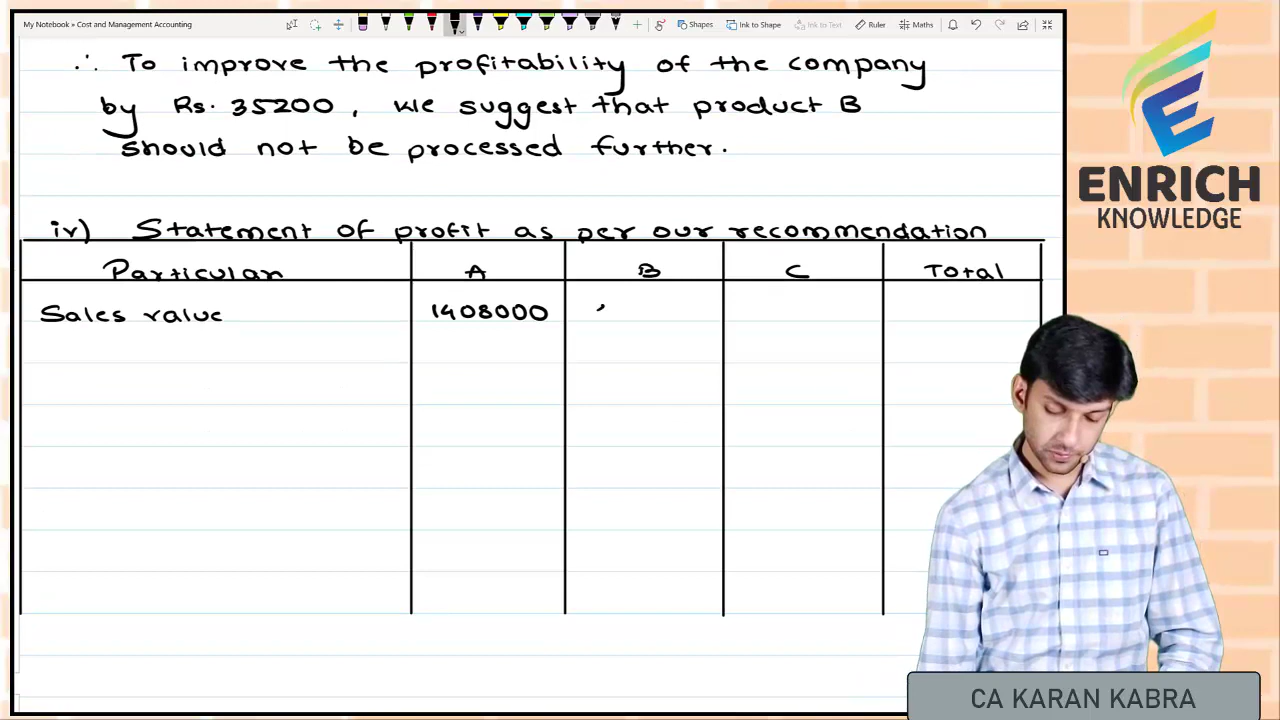 My Notebook » Cost and Management Accounting
Shapes
Ink to Shape
Ink to Text
Ruler
Maths
∴ To improve the profitability of the company
by Rs. 35200, we suggest that product B
should not be processed further.
iv) Statement of profit as per our recommendation
Particular A B C Total
Sales value 1408000
ENRICH
KNOWLEDGE
CA KARAN KABRA